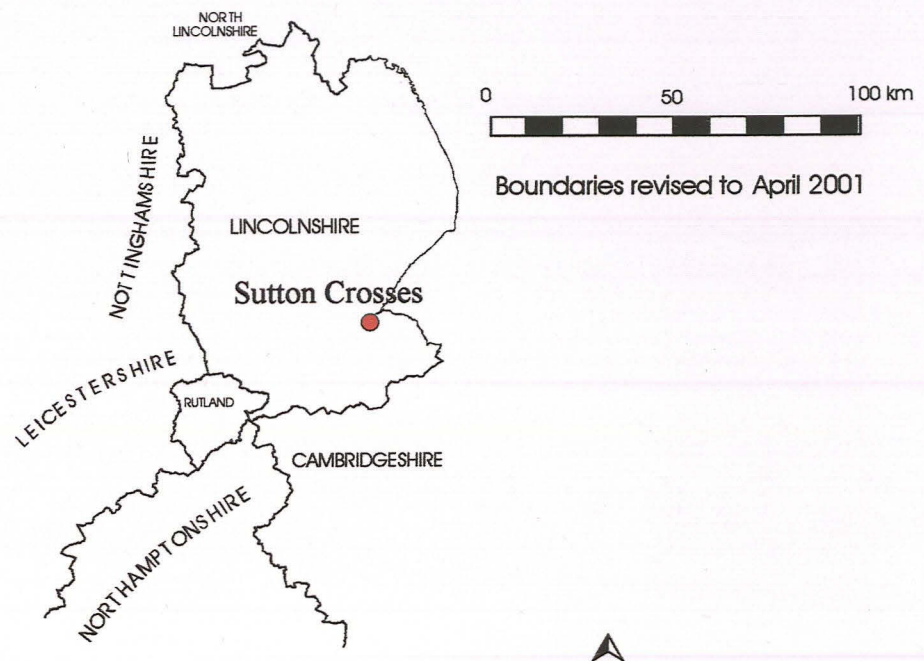 NORTH
LINCOLNSHIRE
0 50 100 km
Boundaries revised to April 2001
NOTTINGHAMSHIRE
LINCOLNSHIRE
Sutton Crosses
LEICESTERSHIRE
RUTLAND
CAMBRIDGESHIRE
NORTHAMPTONSHIRE